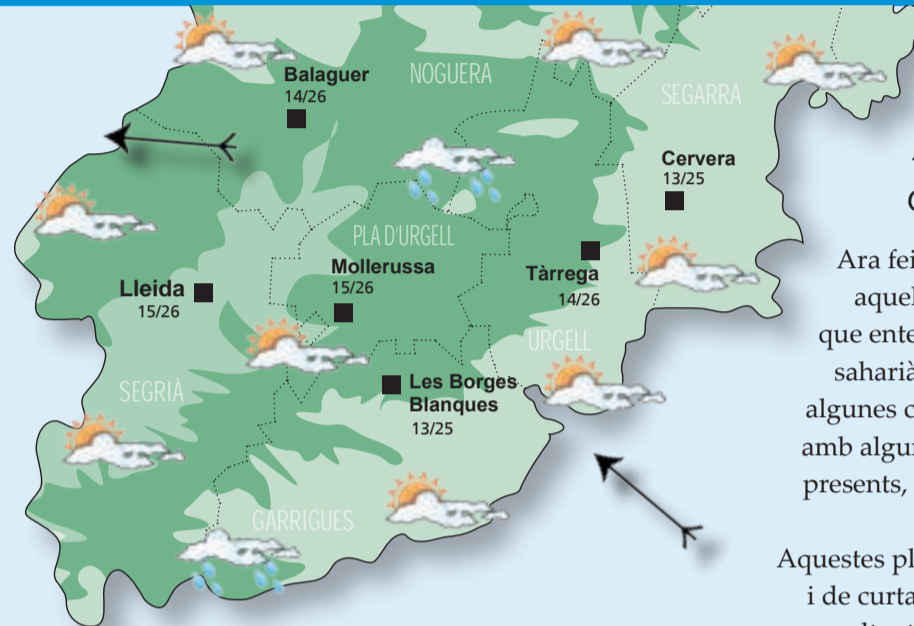 Balaguer
14/26
NOGUERA
SEGARRA
Cervera
13/25
PLA D'URGELL
Mollerussa
15/26
Tàrrega
14/26
Lleida
15/26
URGELL
SEGRIÀ
Les Borges
Blanques
13/25
GARRIGUES
Ara fei
aquel
que ente
saharià
algunes c
amb algu
presents,
Aquestes pl
i de curta